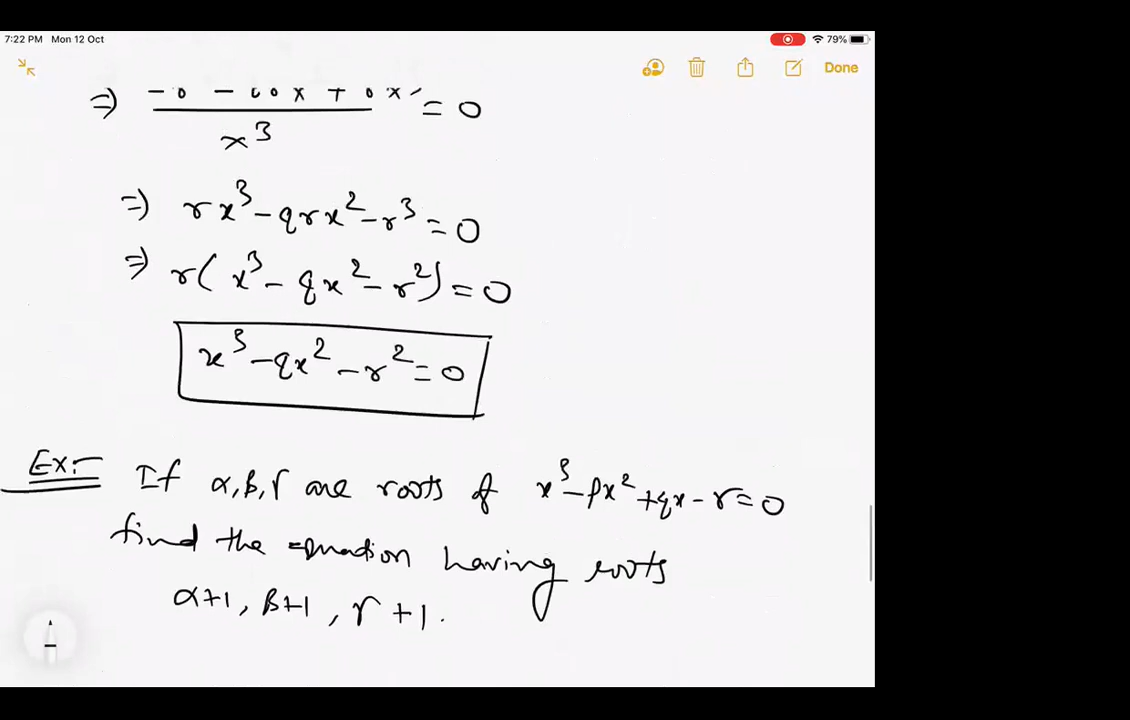 7:22 PM Mon 12 Oct
79%
Done
x³
= 0
⇒ rx³ - qrx² - r³ = 0
⇒ r(x³ - qx² - r²) = 0
x³ - qx² - r² = 0
Ex:- If α, β, γ are roots of x³ - px² + qx - r = 0
find the equation having roots
α+1, β+1, γ+1.